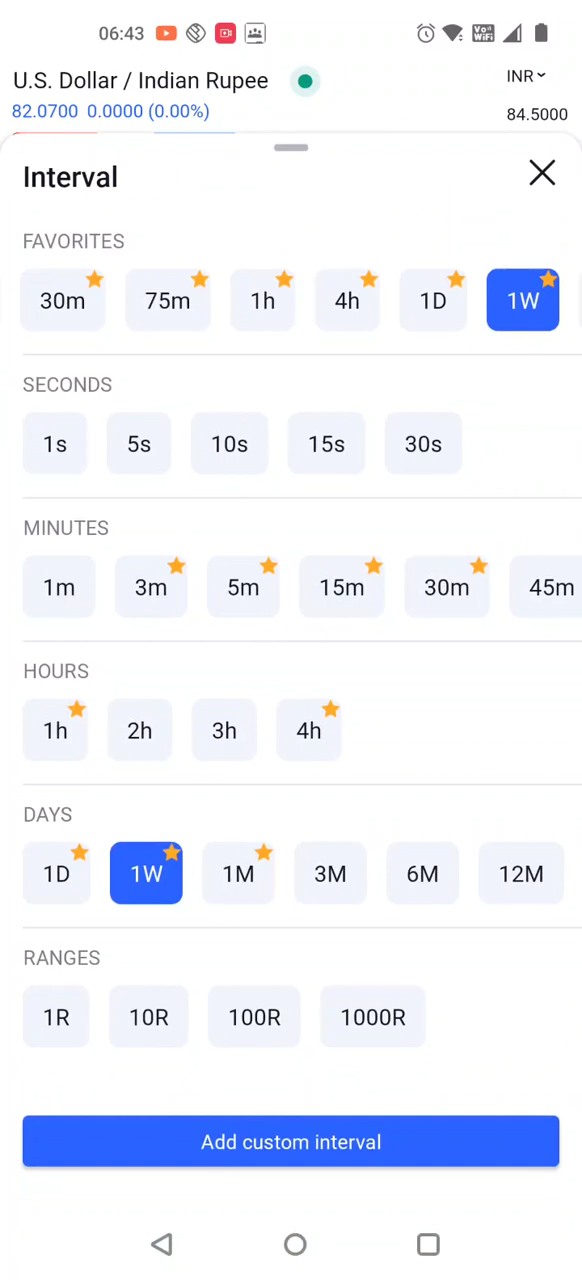 06:43
Vo)) WiFi
U.S. Dollar / Indian Rupee
INR
82.0700 0.0000 (0.00%)
84.5000
Interval
FAVORITES
30m 75m 1h 4h 1D 1W
SECONDS
1s 5s 10s 15s 30s
MINUTES
1m 3m 5m 15m 30m 45m
HOURS
1h 2h 3h 4h
DAYS
1D 1W 1M 3M 6M 12M
RANGES
1R 10R 100R 1000R
Add custom interval